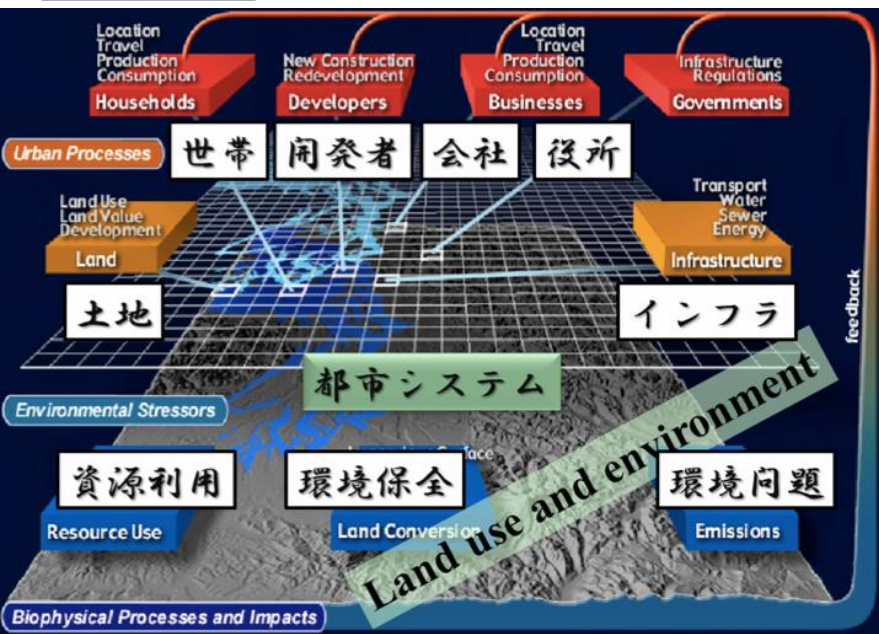 Location
Travel
Production
Consumption
Households
New Construction
Redevelopment
Developers
Location
Travel
Production
Consumption
Businesses
Infrastructure
Regulations
Governments
Urban Processes
世帯
開発者
会社
役所
Land Use
Land Value
Development
Land
Transport
Water
Sewer
Energy
Infrastructure
土地
インフラ
feedback
都市システム
Environmental Stressors
Land use and environment
資源利用
環境保全
環境問題
Resource Use
Land Conversion
Emissions
Biophysical Processes and Impacts